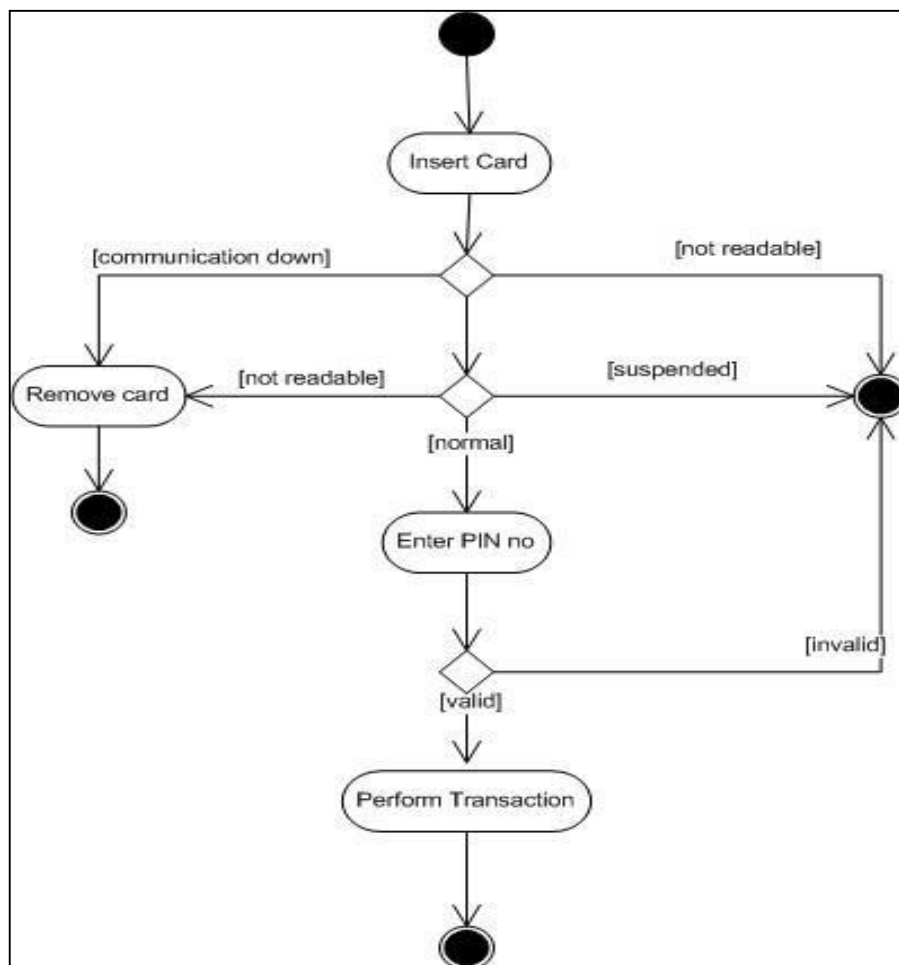 Insert Card
[communication down]
[not readable]
Remove card
[not readable]
[suspended]
[normal]
Enter PIN no
[invalid]
[valid]
Perform Transaction